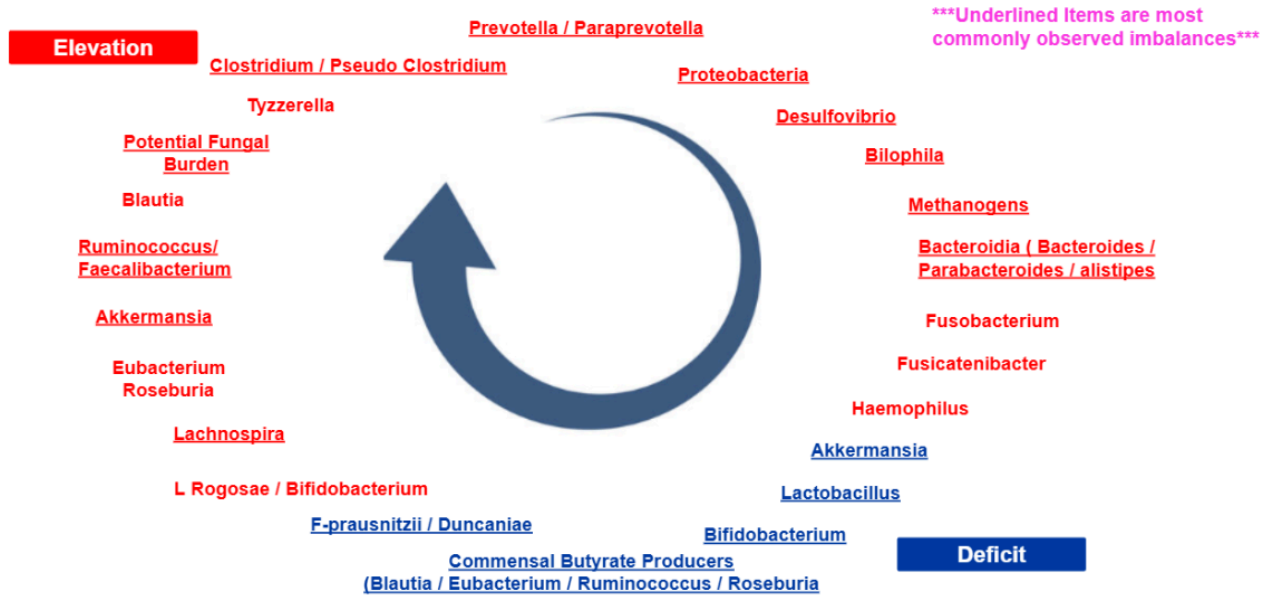 ***Underlined Items are most
commonly observed imbalances***
Elevation
Prevotella / Paraprevotella
Clostridium / Pseudo Clostridium
Proteobacteria
Tyzzerella
Desulfovibrio
Potential Fungal
Burden
Bilophila
Blautia
Methanogens
Ruminococcus/
Faecalibacterium
Bacteroidia ( Bacteroides /
Parabacteroides / alistipes
Akkermansia
Fusobacterium
Eubacterium
Roseburia
Fusicatenibacter
Haemophilus
Lachnospira
Akkermansia
L Rogosae / Bifidobacterium
Lactobacillus
F-prausnitzii / Duncaniae
Bifidobacterium
Deficit
Commensal Butyrate Producers
(Blautia / Eubacterium / Ruminococcus / Roseburia